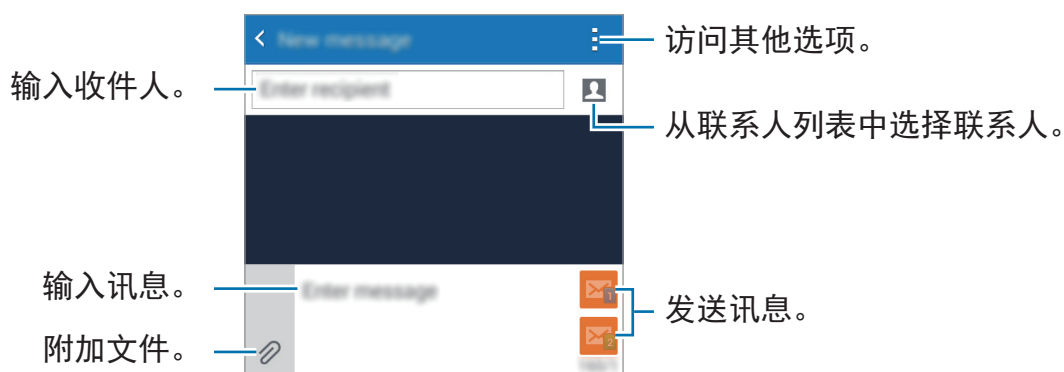 New message
访问其他选项。
输入收件人。
Enter recipient
从联系人列表中选择联系人。
输入讯息。
Enter message
1
发送讯息。
附加文件。
2